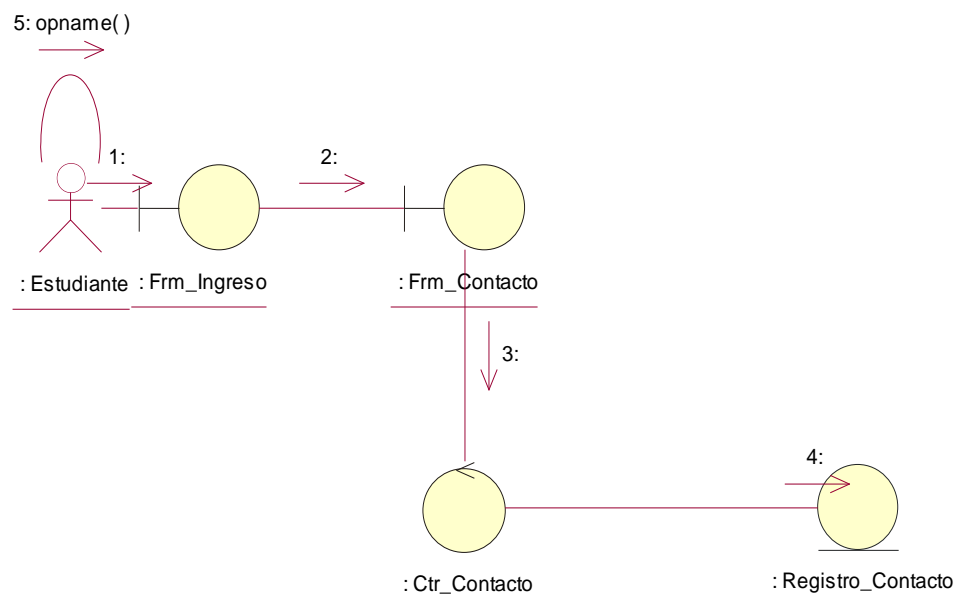 5: opname( )
1:
2:
: Estudiante
: Frm_Ingreso
: Frm_Contacto
3:
4:
: Ctr_Contacto
: Registro_Contacto